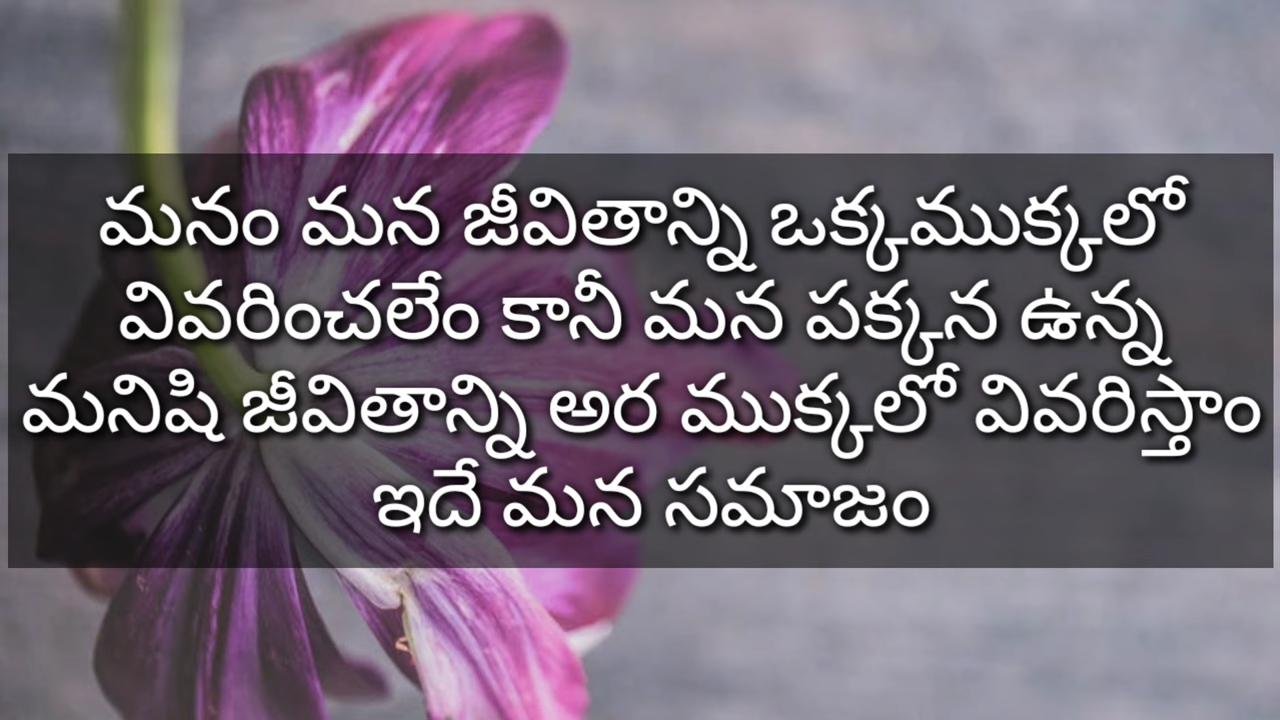 మనం మన జీవితాన్ని ఒక్కముక్కలో
వివరించలేం కానీ మన పక్కన ఉన్న
మనిషి జీవితాన్ని అర ముక్కలో వివరిస్తాం
ఇదే మన సమాజం